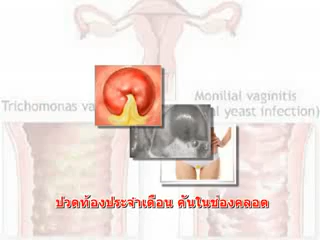 Monilial vaginitis
Trichomonas va
yeast infection)
ปวดท้องประจำเดือน คันในช่องคลอด